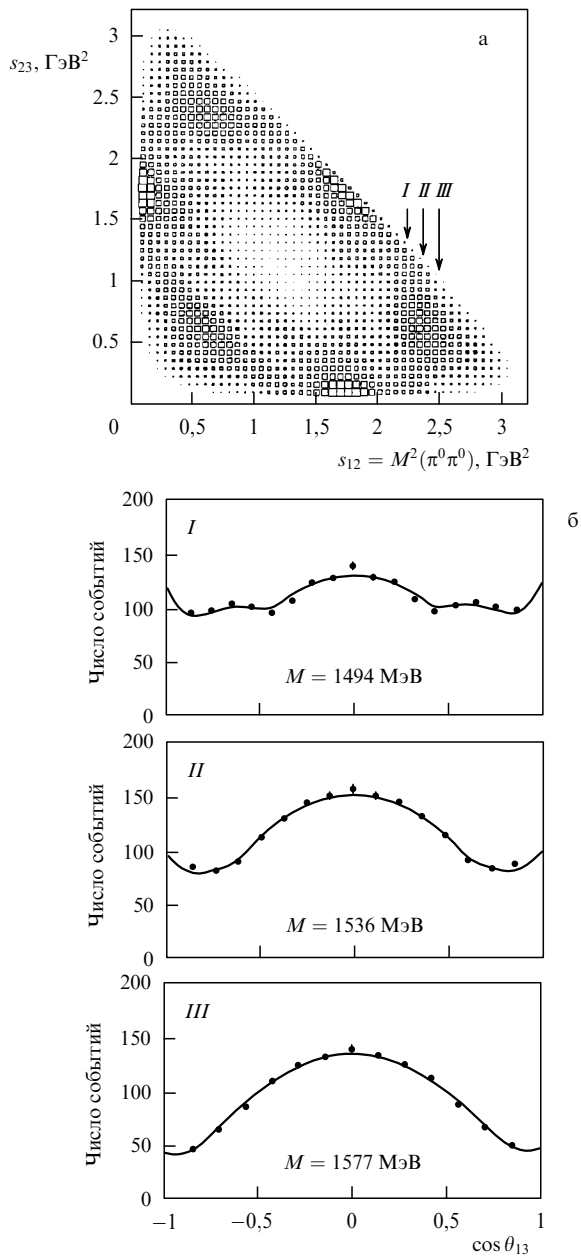 а
s₂₃, ГэВ²
3
2,5
2
1,5
1
0,5
I II III
0 0,5 1 1,5 2 2,5 3
s₁₂ = M²(π⁰π⁰), ГэВ²
б
200
150
100
50
0
Число событий
I
M = 1494 МэВ
200
150
100
50
0
Число событий
II
M = 1536 МэВ
200
150
100
50
0
Число событий
III
M = 1577 МэВ
−1 −0,5 0 0,5 1
cos θ₁₃